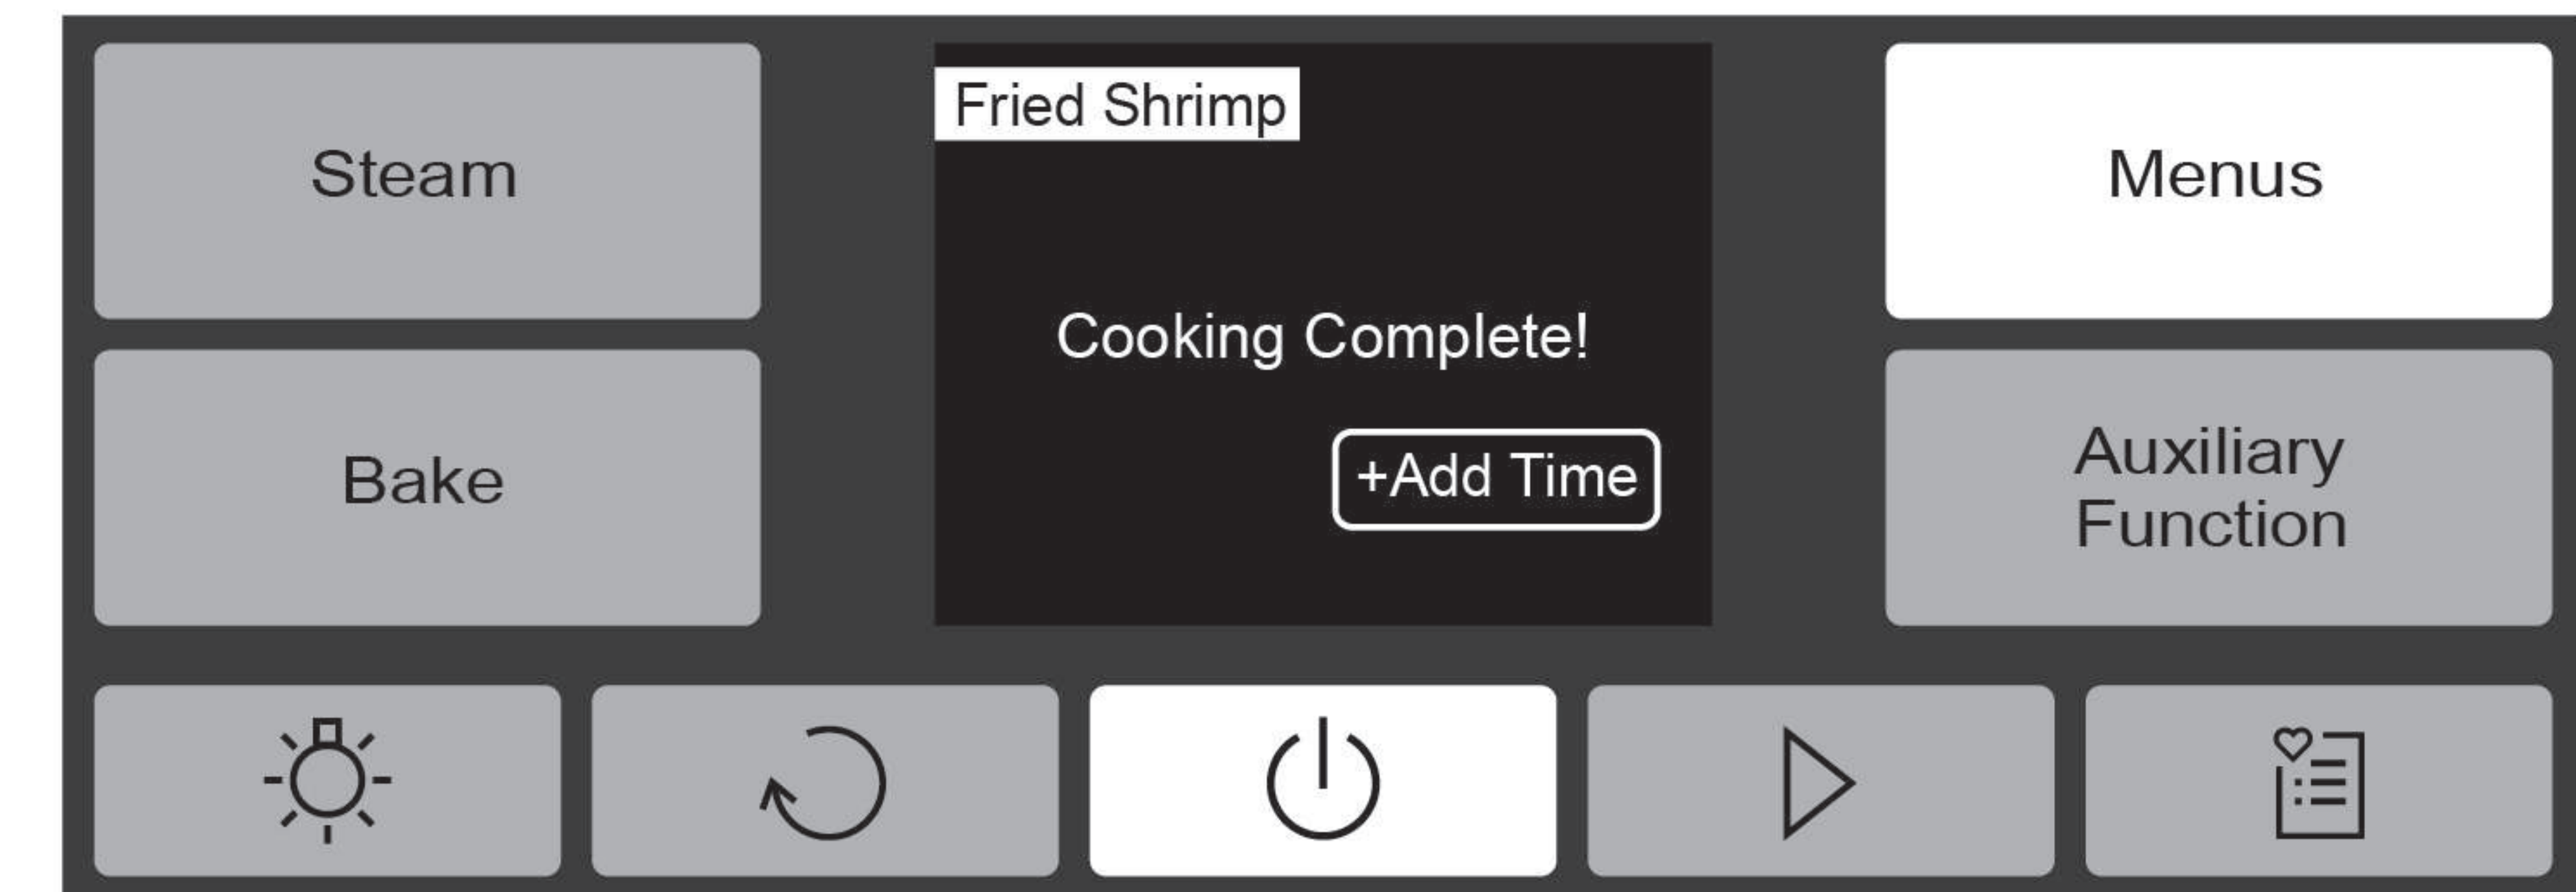 Steam
Fried Shrimp
Menus
Cooking Complete!
Bake
+Add Time
Auxiliary
Function